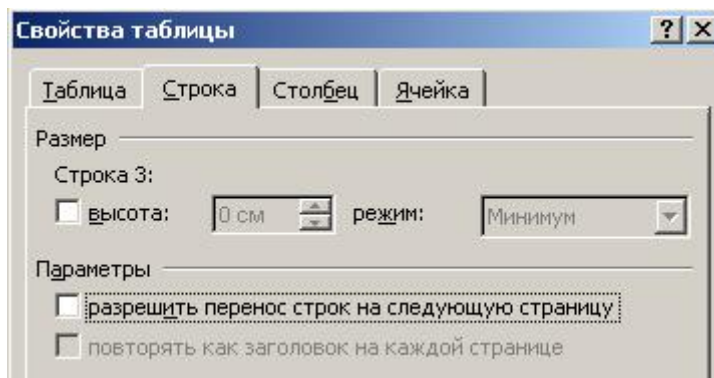 Свойства таблицы
Таблица Строка Столбец Ячейка
Размер
Строка 3:
высота: 0 см режим: Минимум
Параметры
разрешить перенос строк на следующую страницу
повторять как заголовок на каждой странице